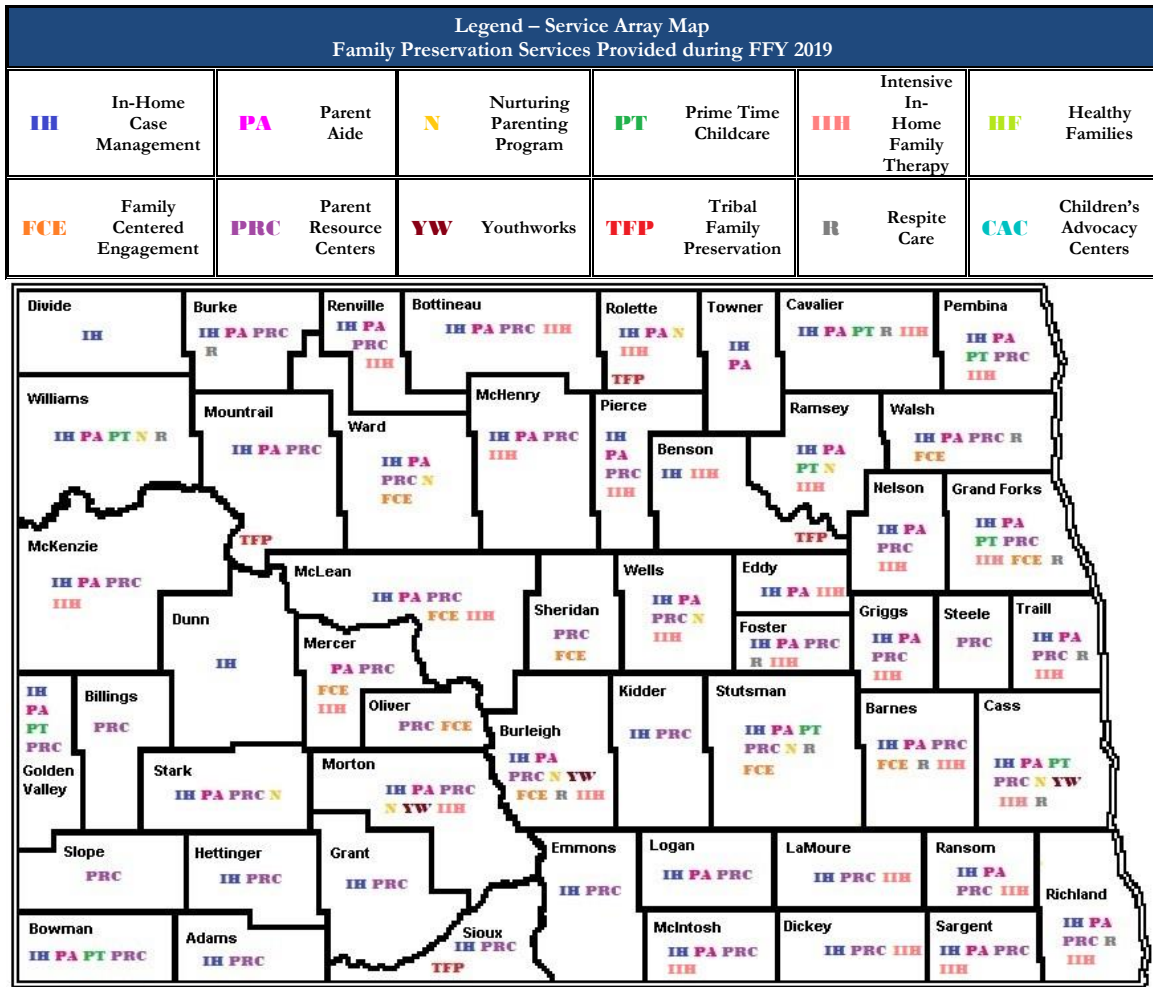 Legend – Service Array Map
Family Preservation Services Provided during FFY 2019
IH
In-Home
Case
Management
PA
Parent
Aide
N
Nurturing
Parenting
Program
PT
Prime Time
Childcare
IIH
Intensive
In-
Home
Family
Therapy
HF
Healthy
Families
FCE
Family
Centered
Engagement
PRC
Parent
Resource
Centers
YW
Youthworks
TFP
Tribal
Family
Preservation
R
Respite
Care
CAC
Children's
Advocacy
Centers
Divide
IH
Burke
IH PA PRC
R
Renville
IH PA
PRC
IIH
Bottineau
IH PA PRC IIH
Rolette
IH PA N
IIH
TFP
Towner
IH
PA
Cavalier
IH PA PT R IIH
Pembina
IH PA
PT PRC
IIH
Williams
IH PA PT N R
Mountrail
IH PA PRC
Ward
IH PA
PRC N
FCE
McHenry
IH PA PRC
IIH
Pierce
IH
PA
PRC
IIH
Benson
IH IIH
Ramsey
IH PA
PT N
IIH
TFP
Walsh
IH PA PRC R
FCE
Nelson
IH PA
PRC
IIH
Grand Forks
IH PA
PT PRC
IIH FCE R
McKenzie
IH PA PRC
IIH
TFP
Dunn
IH
McLean
IH PA PRC
FCE IIH
Mercer
PA PRC
FCE
IIH
Oliver
PRC FCE
Sheridan
PRC
FCE
Wells
IH PA
PRC N
IIH
Eddy
IH PA IIH
Foster
IH PA PRC
R IIH
Griggs
IH PA
PRC
IIH
Steele
PRC
Traill
IH PA
PRC R
IIH
IH
PA
PT
PRC
Golden
Valley
Billings
PRC
Stark
IH PA PRC N
Morton
IH PA PRC
N YW IIH
Burleigh
IH PA
PRC N YW
FCE R IIH
Kidder
IH PRC
Stutsman
IH PA PT
PRC N R
FCE
Barnes
IH PA PRC
FCE R IIH
Cass
IH PA PT
PRC N YW
IIH R
Slope
PRC
Hettinger
IH PRC
Grant
IH PRC
Emmons
IH PRC
Logan
IH PA PRC
LaMoure
IH PRC IIH
Ransom
IH PA
PRC IIH
Richland
IH PA
PRC R
IIH
Bowman
IH PA PT PRC
Adams
IH PRC
Sioux
IH PRC
TFP
McIntosh
IH PA PRC
IIH
Dickey
IH PRC IIH
Sargent
IH PA PRC
IIH